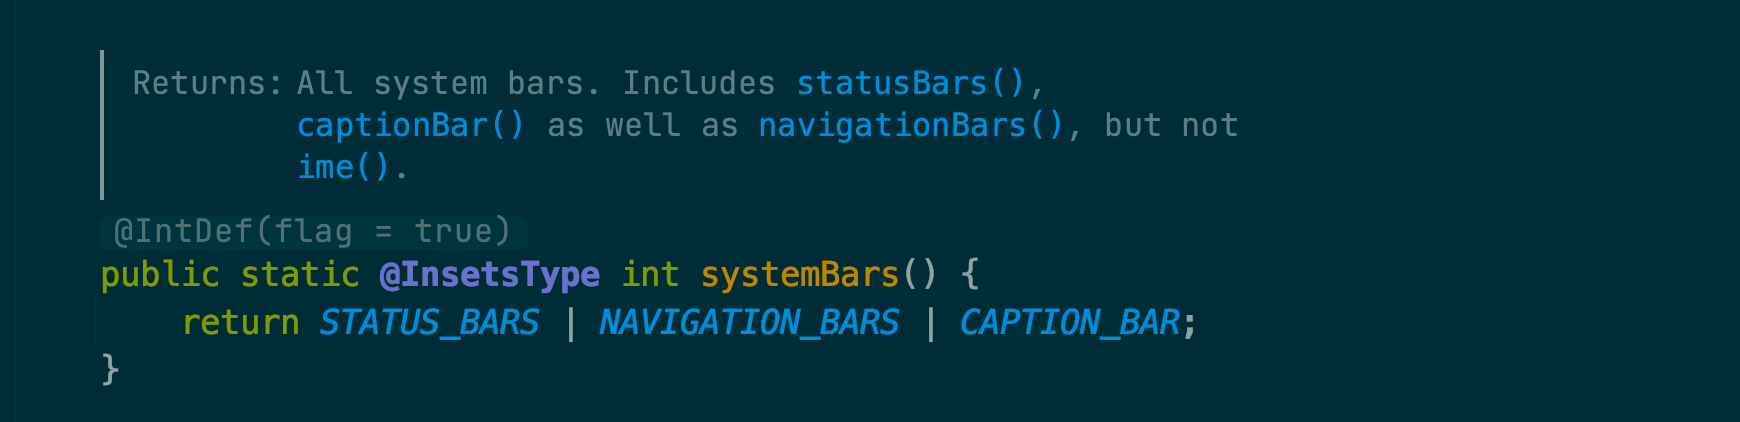 Returns: All system bars. Includes statusBars(),
captionBar() as well as navigationBars(), but not
ime().
@IntDef(flag = true)
public static @InsetsType int systemBars() {
return STATUS_BARS | NAVIGATION_BARS | CAPTION_BAR;
}